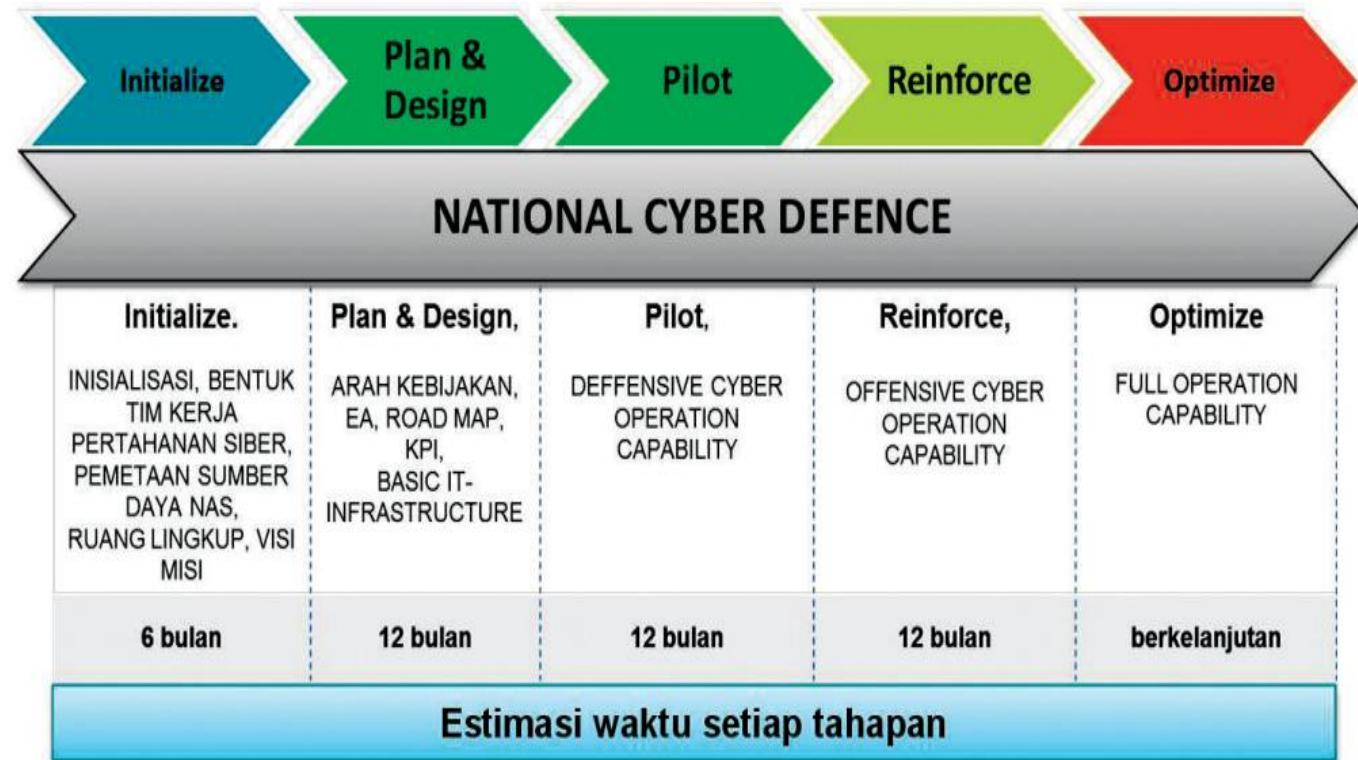 Initialize
Plan &
Design
Pilot
Reinforce
Optimize
NATIONAL CYBER DEFENCE
Initialize.
INISIALISASI, BENTUK
TIM KERJA
PERTAHANAN SIBER,
PEMETAAN SUMBER
DAYA NAS,
RUANG LINGKUP, VISI
MISI
Plan & Design,
ARAH KEBIJAKAN,
EA, ROAD MAP,
KPI,
BASIC IT-
INFRASTRUCTURE
Pilot,
DEFFENSIVE CYBER
OPERATION
CAPABILITY
Reinforce,
OFFENSIVE CYBER
OPERATION
CAPABILITY
Optimize
FULL OPERATION
CAPABILITY
6 bulan
12 bulan
12 bulan
12 bulan
berkelanjutan
Estimasi waktu setiap tahapan